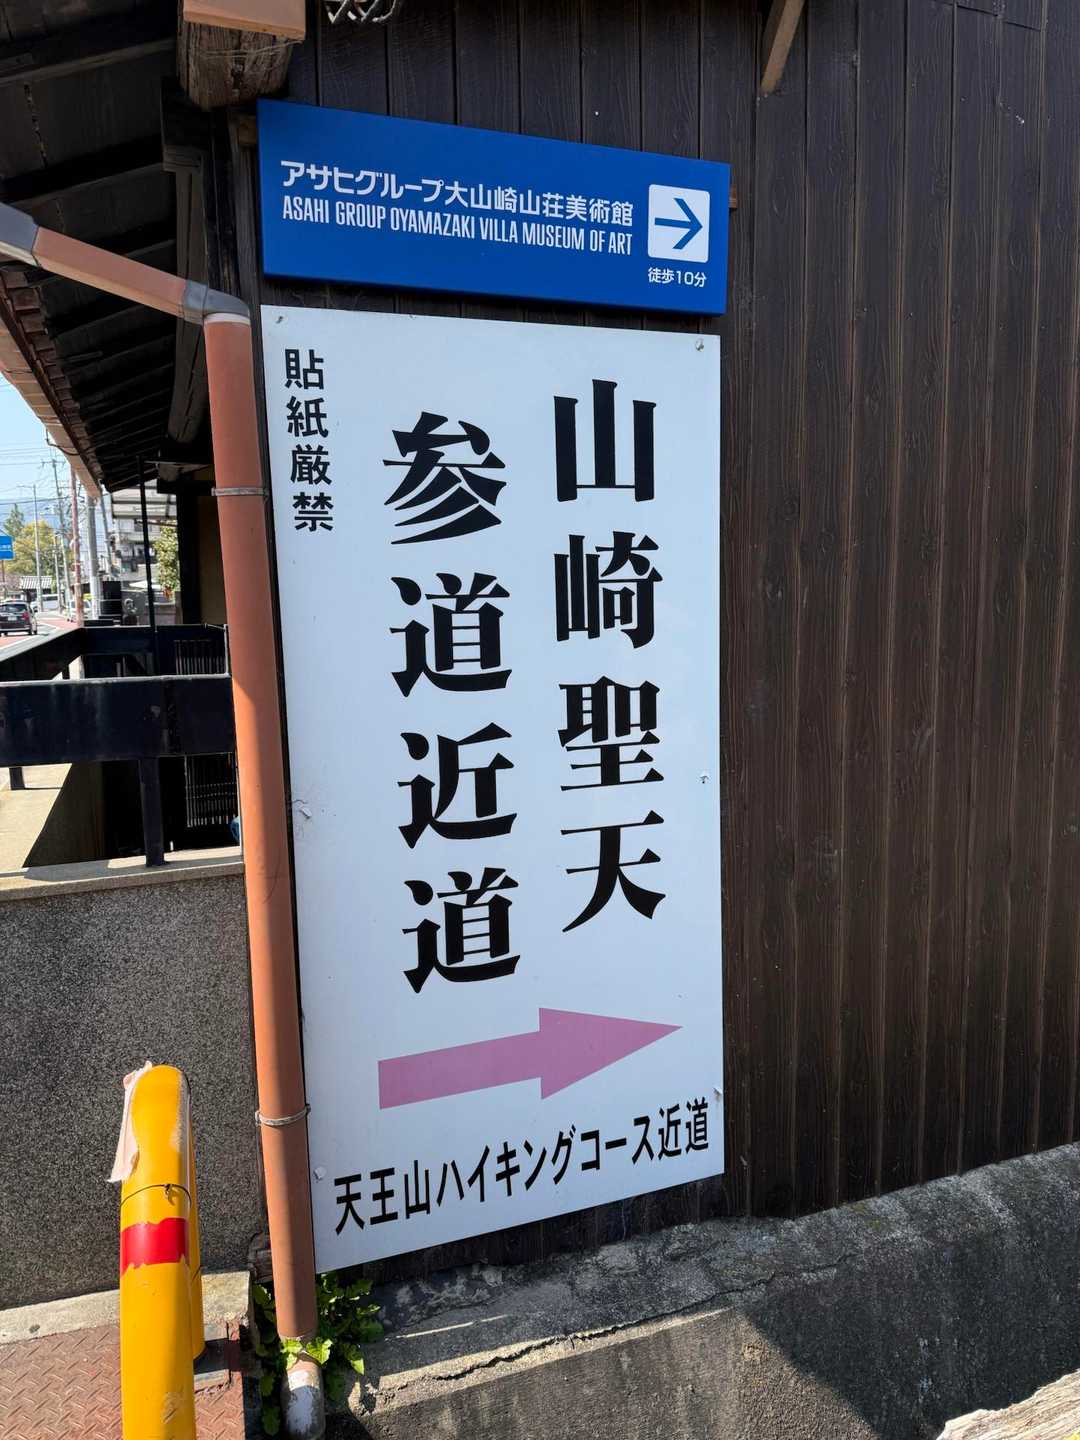 アサヒグループ大山崎山荘美術館
ASAHI GROUP OYAMAZAKI VILLA MUSEUM OF ART
徒歩10分
山崎聖天
参道近道
貼紙厳禁
天王山ハイキングコース近道